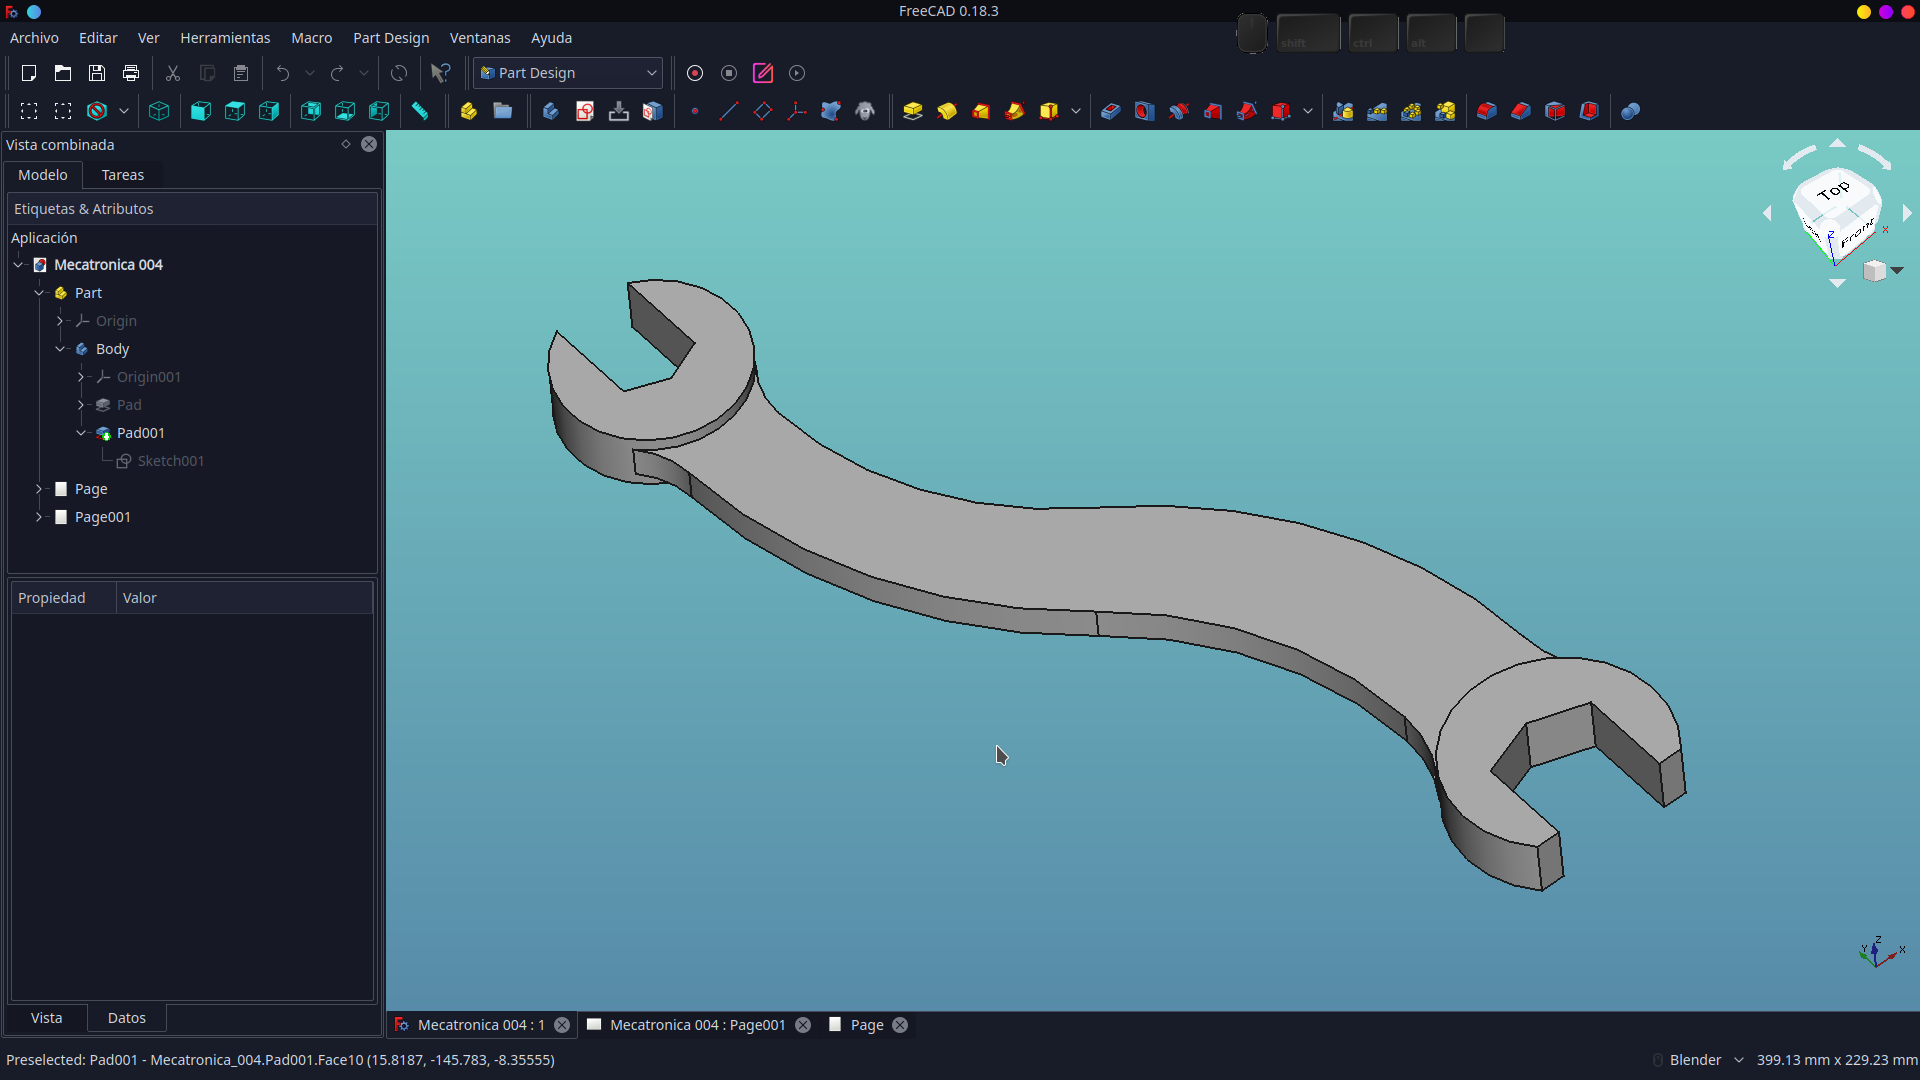 FreeCAD 0.18.3
Archivo Editar Ver Herramientas Macro Part Design Ventanas Ayuda
shift ctrl alt
Part Design
Vista combinada
Modelo Tareas
Etiquetas & Atributos
Aplicación
Mecatronica 004
Part
Origin
Body
Origin001
Pad
Pad001
Sketch001
Page
Page001
Propiedad Valor
Vista Datos
Top
Front
Z
X
Z
Y
X
Mecatronica 004 : 1 Mecatronica 004 : Page001 Page
Preselected: Pad001 - Mecatronica_004.Pad001.Face10 (15.8187, -145.783, -8.35555)
Blender 399.13 mm x 229.23 mm